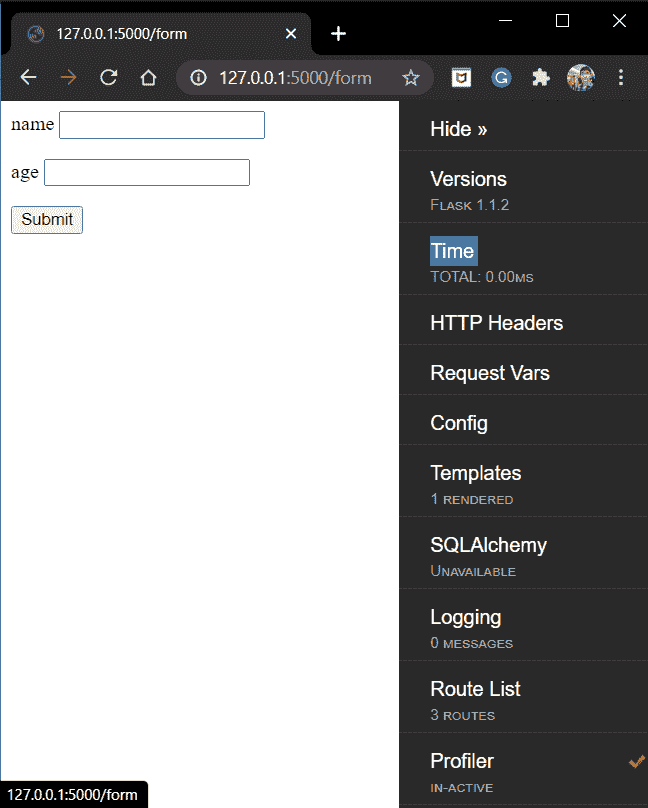 127.0.0.1:5000/form
127.0.0.1:5000/form
name
age
Submit
Hide »
Versions
FLASK 1.1.2
Time
TOTAL: 0.00MS
HTTP Headers
Request Vars
Config
Templates
1 RENDERED
SQLAlchemy
UNAVAILABLE
Logging
0 MESSAGES
Route List
3 ROUTES
Profiler
IN-ACTIVE
127.0.0.1:5000/form